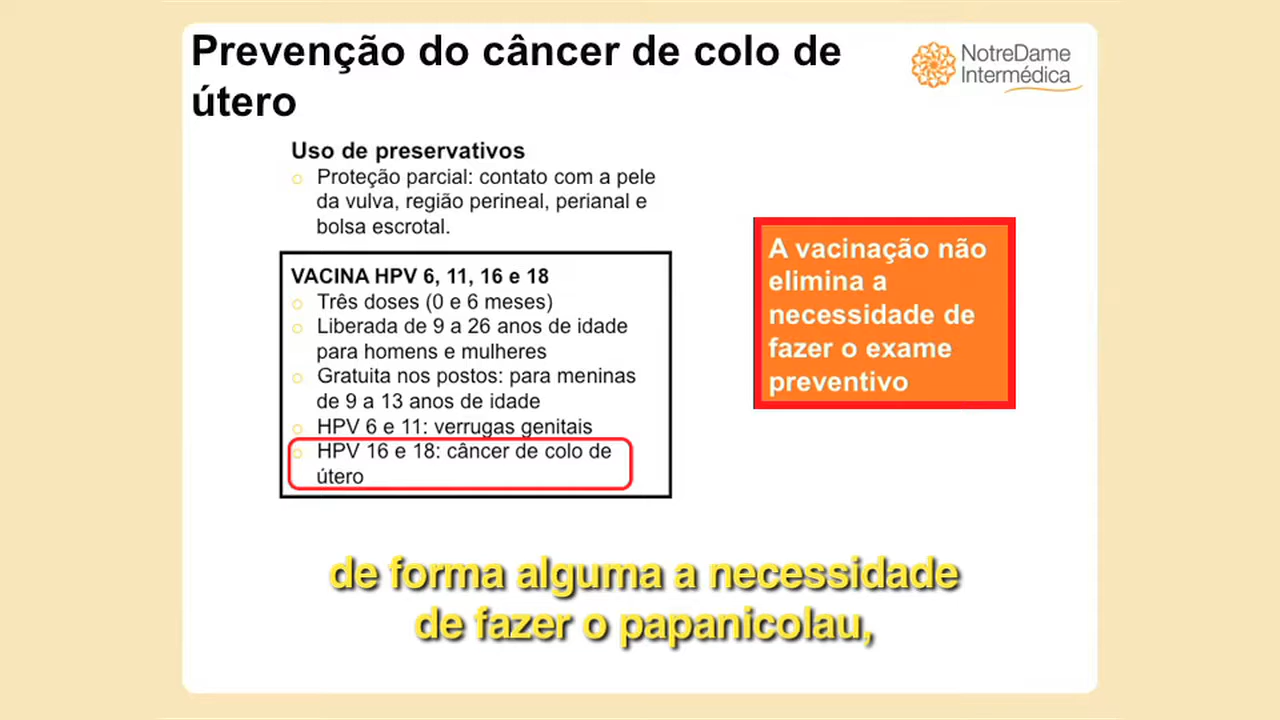 Prevenção do câncer de colo de
útero
NotreDame
Intermédica
Uso de preservativos
Proteção parcial: contato com a pele
da vulva, região perineal, perianal e
bolsa escrotal.
VACINA HPV 6, 11, 16 e 18
Três doses (0 e 6 meses)
Liberada de 9 a 26 anos de idade
para homens e mulheres
Gratuita nos postos: para meninas
de 9 a 13 anos de idade
HPV 6 e 11: verrugas genitais
HPV 16 e 18: câncer de colo de
útero
A vacinação não
elimina a
necessidade de
fazer o exame
preventivo
de forma alguma a necessidade
de fazer o papanicolau,